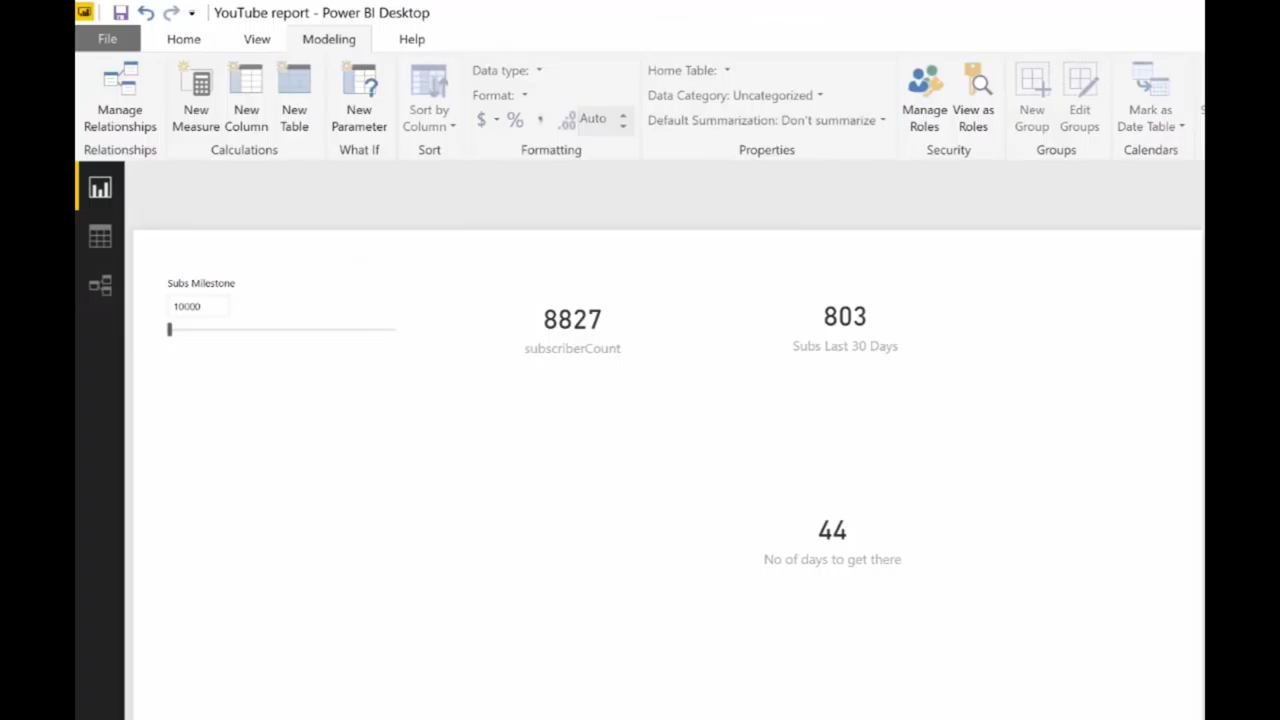 YouTube report - Power BI Desktop
File Home View Modeling Help
Manage Relationships
New Measure
New Column
New Table
New Parameter
Sort by Column
Data type:
Format:
$ % , .00 Auto
Home Table:
Data Category: Uncategorized
Default Summarization: Don't summarize
Manage Roles
View as Roles
New Group
Edit Groups
Mark as Date Table
Relationships Calculations What If Sort Formatting Properties Security Groups Calendars
Subs Milestone
10000
8827
subscriberCount
803
Subs Last 30 Days
44
No of days to get there